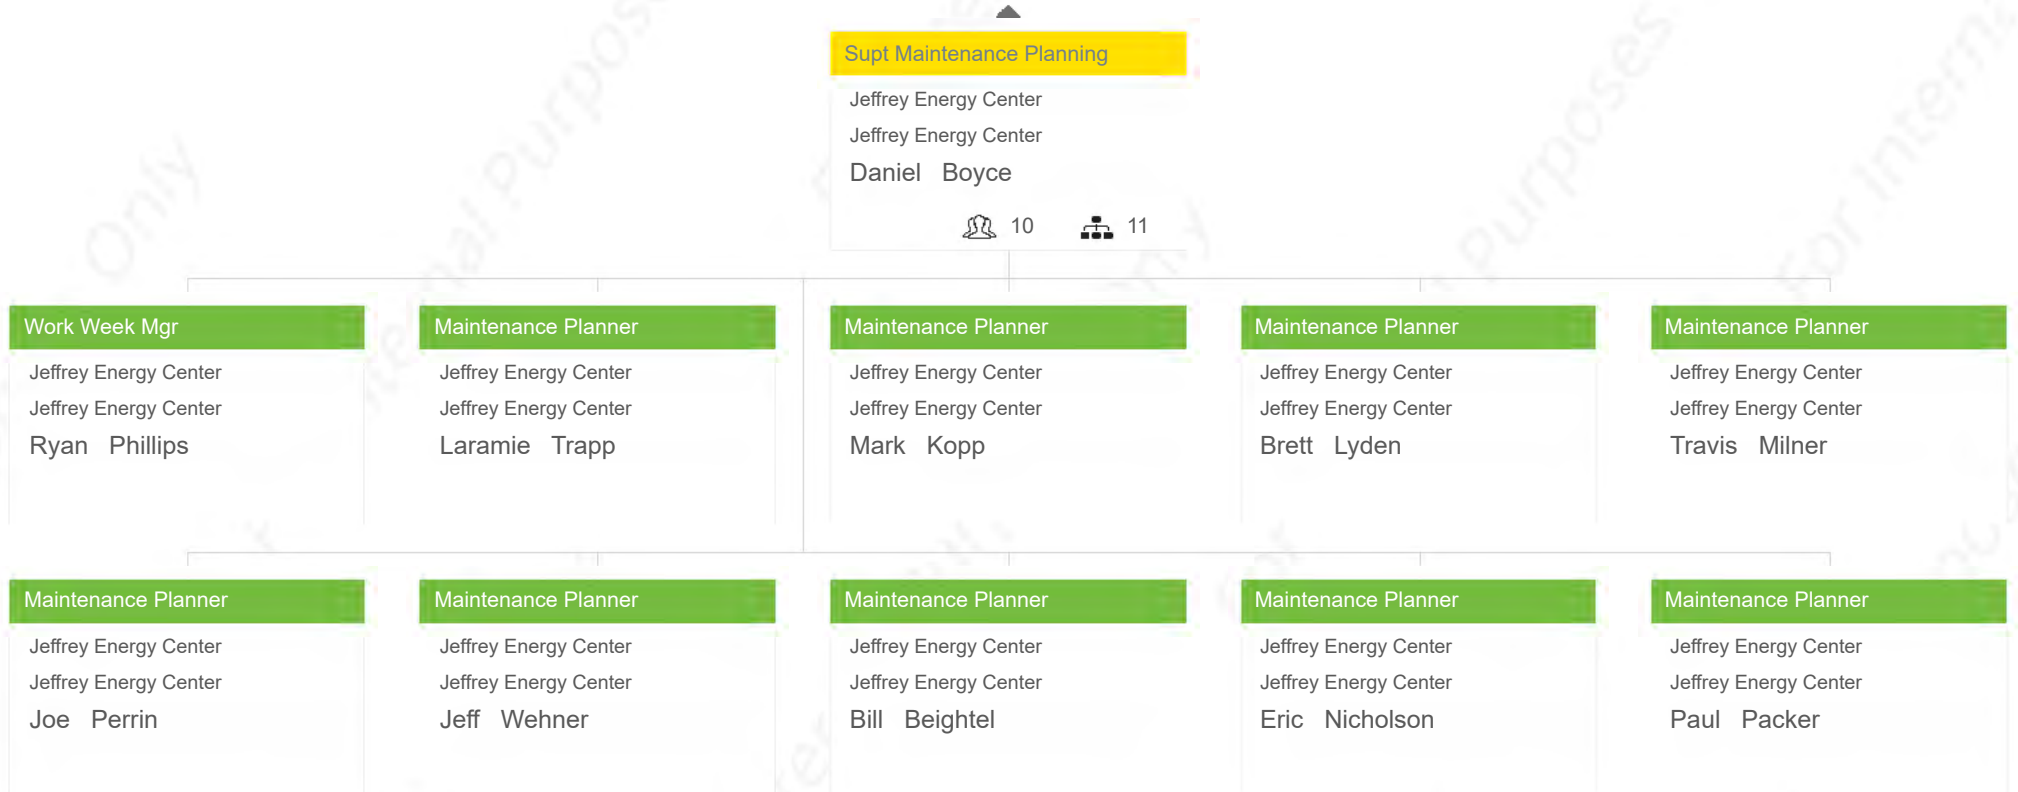 Supt Maintenance Planning
Jeffrey Energy Center
Jeffrey Energy Center
Daniel Boyce
10 11
Work Week Mgr
Jeffrey Energy Center
Jeffrey Energy Center
Ryan Phillips
Maintenance Planner
Jeffrey Energy Center
Jeffrey Energy Center
Laramie Trapp
Maintenance Planner
Jeffrey Energy Center
Jeffrey Energy Center
Mark Kopp
Maintenance Planner
Jeffrey Energy Center
Jeffrey Energy Center
Brett Lyden
Maintenance Planner
Jeffrey Energy Center
Jeffrey Energy Center
Travis Milner
Maintenance Planner
Jeffrey Energy Center
Jeffrey Energy Center
Joe Perrin
Maintenance Planner
Jeffrey Energy Center
Jeffrey Energy Center
Jeff Wehner
Maintenance Planner
Jeffrey Energy Center
Jeffrey Energy Center
Bill Beightel
Maintenance Planner
Jeffrey Energy Center
Jeffrey Energy Center
Eric Nicholson
Maintenance Planner
Jeffrey Energy Center
Jeffrey Energy Center
Paul Packer